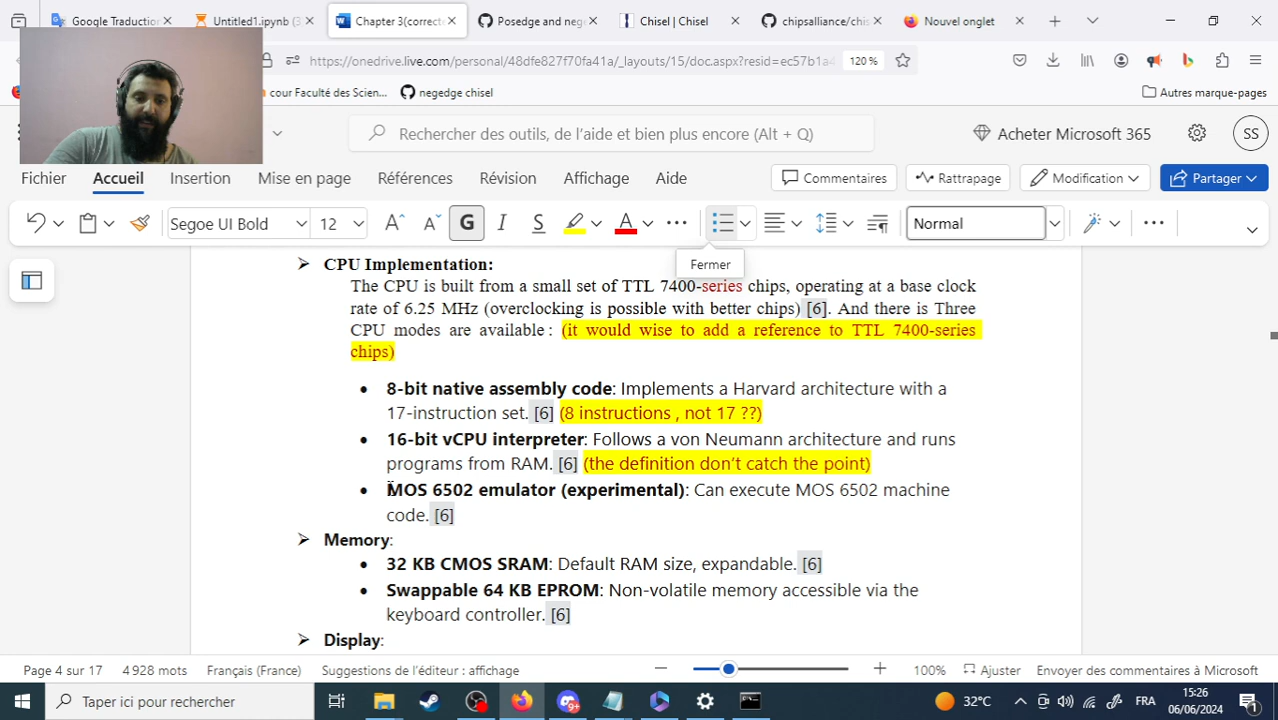 Google Traduction
Untitled1.ipynb (3
Chapter 3(correcte
Posedge and nege
Chisel | Chisel
chipsalliance/chis
Nouvel onglet
https://onedrive.live.com/personal/48dfe827f70fa41a/_layouts/15/doc.aspx?resid=ec57b1a4
120 %
cour Faculté des Scien...
negedge chisel
Autres marque-pages
Rechercher des outils, de l'aide et bien plus encore (Alt + Q)
Acheter Microsoft 365
SS
Fichier
Accueil
Insertion
Mise en page
Références
Révision
Affichage
Aide
Commentaires
Rattrapage
Modification
Partager
Segoe UI Bold
12
G
I
S
Normal
Fermer
CPU Implementation:
The CPU is built from a small set of TTL 7400-series chips, operating at a base clock
rate of 6.25 MHz (overclocking is possible with better chips) [6]. And there is Three
CPU modes are available : (it would wise to add a reference to TTL 7400-series
chips)
• 8-bit native assembly code: Implements a Harvard architecture with a
17-instruction set. [6] (8 instructions , not 17 ??)
• 16-bit vCPU interpreter: Follows a von Neumann architecture and runs
programs from RAM. [6] (the definition don't catch the point)
• MOS 6502 emulator (experimental): Can execute MOS 6502 machine
code. [6]
Memory:
• 32 KB CMOS SRAM: Default RAM size, expandable. [6]
• Swappable 64 KB EPROM: Non-volatile memory accessible via the
keyboard controller. [6]
Display:
Page 4 sur 17
4 928 mots
Français (France)
Suggestions de l'éditeur : affichage
100%
Ajuster
Envoyer des commentaires à Microsoft
Taper ici pour rechercher
32°C
FRA
15:26
06/06/2024